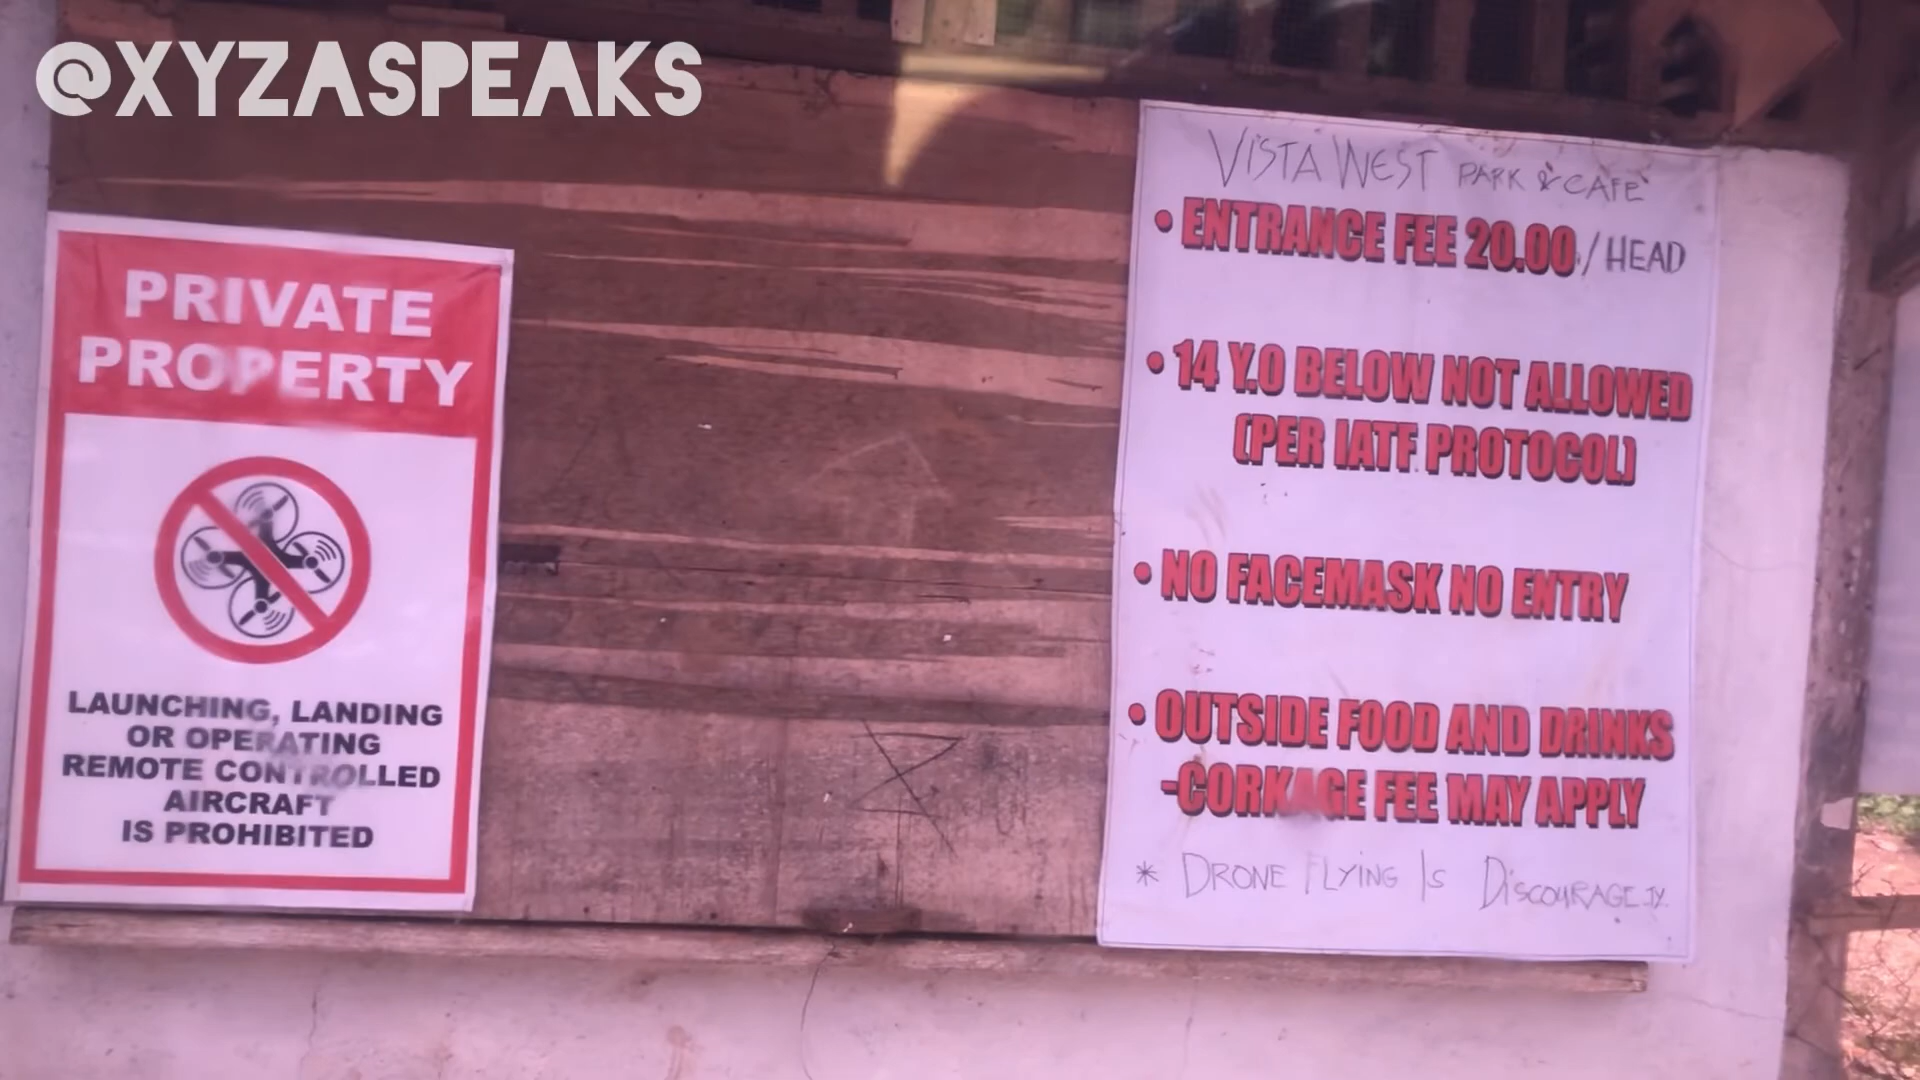 @XYZASPEAKS
PRIVATE
PROPERTY
LAUNCHING, LANDING
OR OPERATING
REMOTE CONTROLLED
AIRCRAFT
IS PROHIBITED
VISTA WEST PARK & CAFE
• ENTRANCE FEE 20.00 / HEAD
• 14 Y.O BELOW NOT ALLOWED
(PER IATF PROTOCOL)
• NO FACEMASK NO ENTRY
• OUTSIDE FOOD AND DRINKS
-CORKAGE FEE MAY APPLY
* DRONE FLYING IS